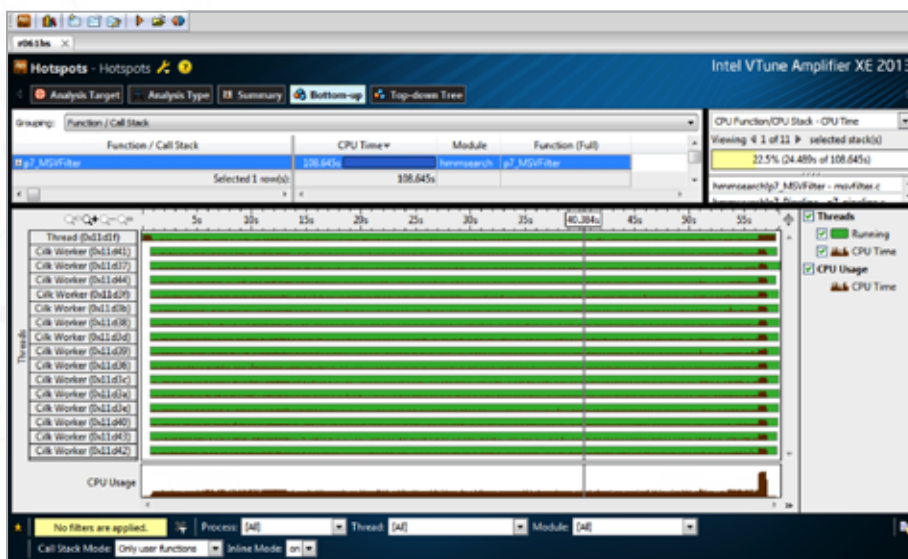 r061hs
Hotspots - Hotspots
Intel VTune Amplifier XE 2013
Analysis Target
Analysis Type
Summary
Bottom-up
Top-down Tree
Grouping: Function / Call Stack
CPU Function/CPU Stack - CPU Time
Function / Call Stack
CPU Time
Module
Function (Full)
Viewing 1 of 11 selected stack(s)
p7_MSVFilter
108.645s
hmmsearch
p7_MSVFilter
22.5% (24.489s of 108.645s)
Selected 1 row(s):
108.645s
hmmsearch!p7_MSVFilter - msvfilter.c
5s 10s 15s 20s 25s 30s 35s 40.384s 45s 50s 55s
Threads
Thread (0x11d1f)
Cilk Worker (0x11d41)
Cilk Worker (0x11d37)
Cilk Worker (0x11d44)
Cilk Worker (0x11d3f)
Cilk Worker (0x11d3b)
Cilk Worker (0x11d38)
Cilk Worker (0x11d3d)
Cilk Worker (0x11d39)
Cilk Worker (0x11d36)
Cilk Worker (0x11d3c)
Cilk Worker (0x11d3a)
Cilk Worker (0x11d3e)
Cilk Worker (0x11d40)
Cilk Worker (0x11d43)
Cilk Worker (0x11d42)
CPU Usage
Threads
Running
CPU Time
CPU Usage
CPU Time
No filters are applied.
Process: [All]
Thread: [All]
Module: [All]
Call Stack Mode: Only user functions
Inline Mode: on